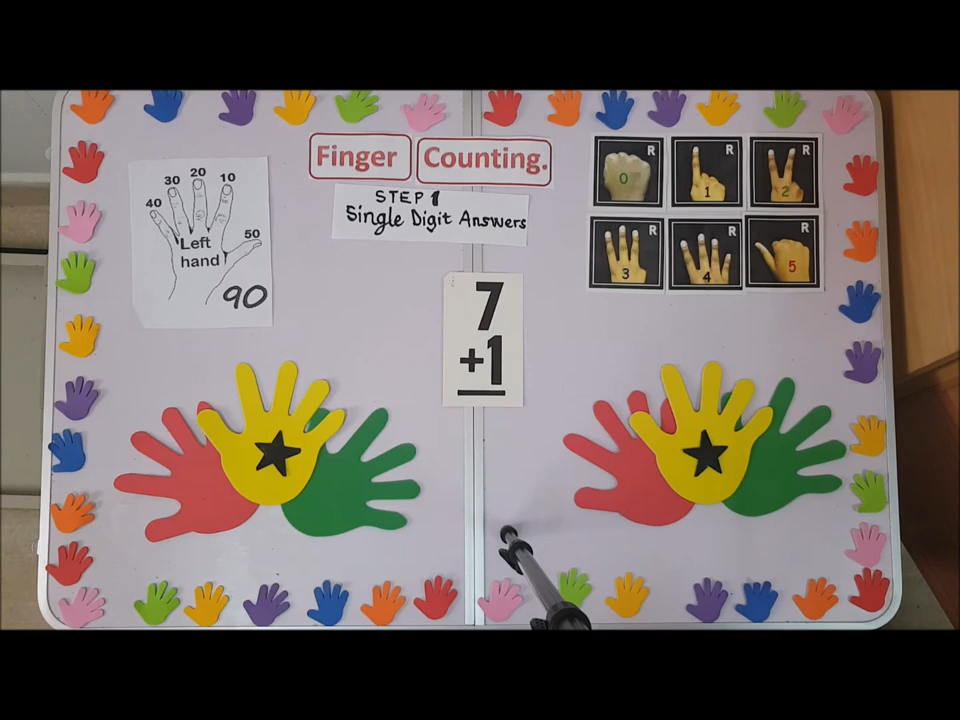 Finger Counting.
STEP 1
Single Digit Answers
40 30 20 10
50
Left
hand
90
R R R
0 1 2
R R R
3 4 5
7
+1